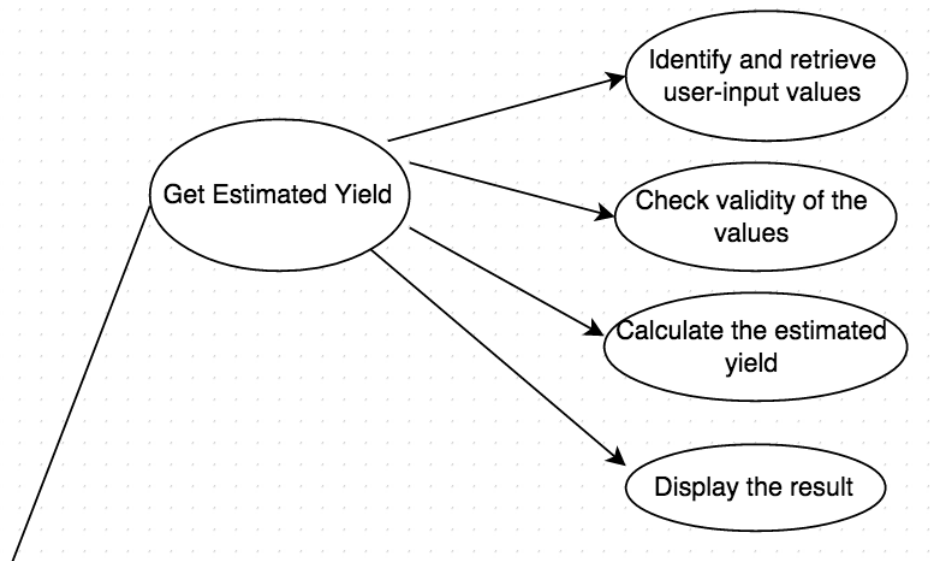 Identify and retrieve
user-input values
Get Estimated Yield
Check validity of the
values
Calculate the estimated
yield
Display the result